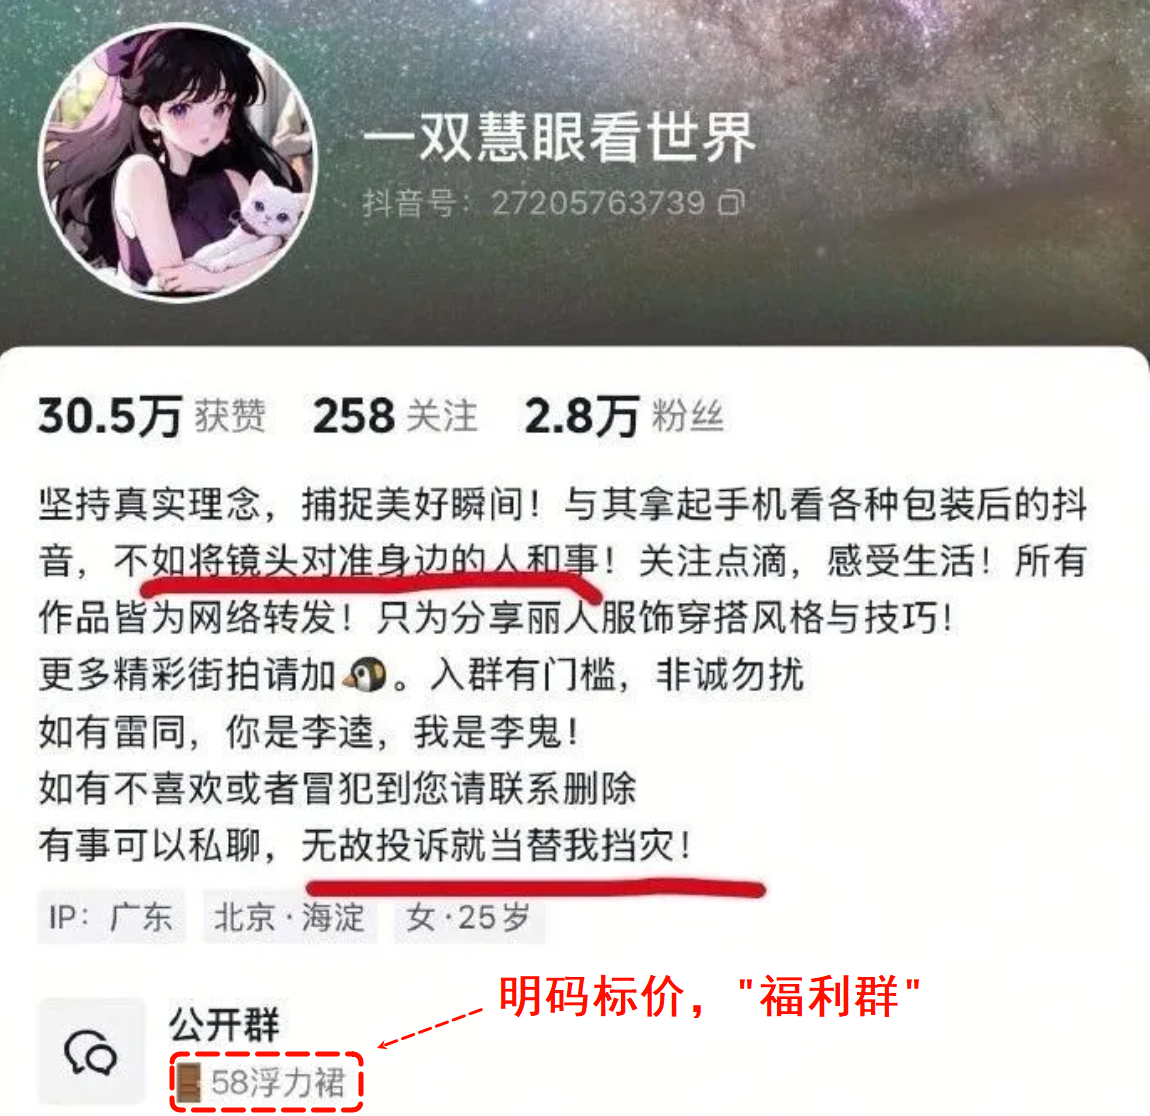 一双慧眼看世界
抖音号：27205763739
30.5万 获赞 258 关注 2.8万 粉丝
坚持真实理念，捕捉美好瞬间！与其拿起手机看各种包装后的抖
音，不如将镜头对准身边的人和事！关注点滴，感受生活！所有
作品皆为网络转发！只为分享丽人服饰穿搭风格与技巧！
更多精彩街拍请加🐧。入群有门槛，非诚勿扰
如有雷同，你是李逵，我是李鬼！
如有不喜欢或者冒犯到您请联系删除
有事可以私聊，无故投诉就当替我挡灾！
IP：广东 北京·海淀 女·25岁
明码标价，"福利群"
公开群
🚪58浮力裙